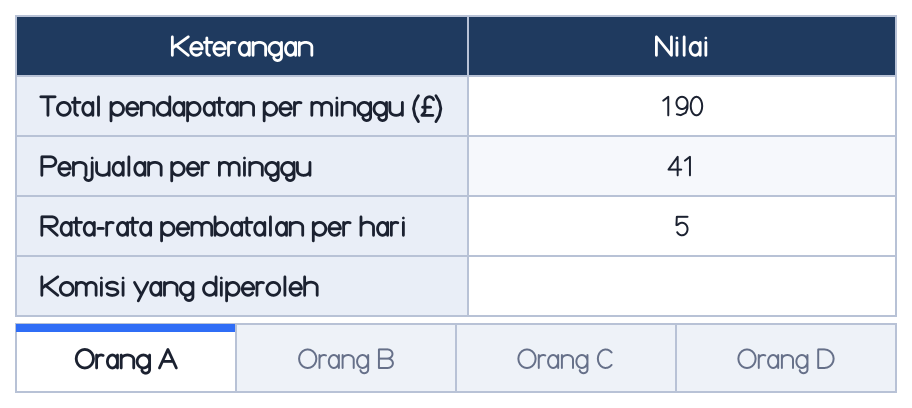 Keterangan Nilai
Total pendapatan per minggu (£) 190
Penjualan per minggu 41
Rata-rata pembatalan per hari 5
Komisi yang diperoleh
Orang A Orang B Orang C Orang D